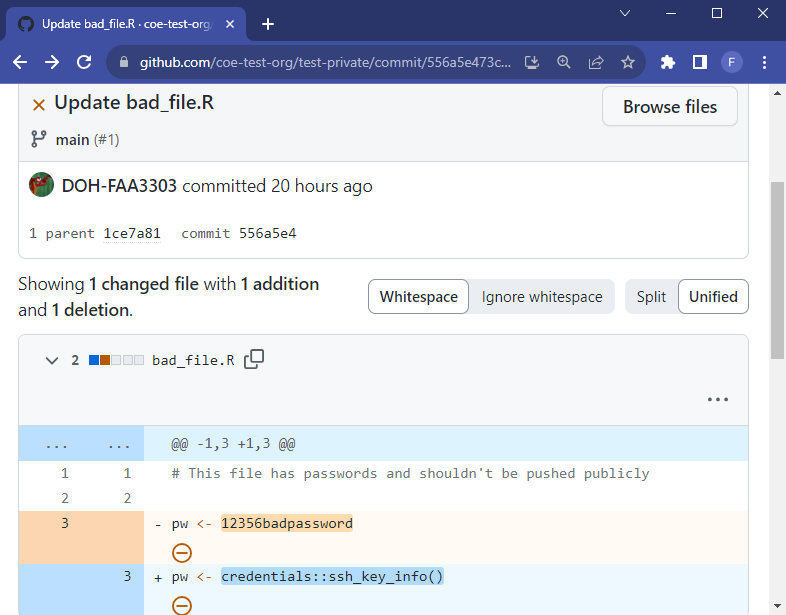 Update bad_file.R · coe-test-org
github.com/coe-test-org/test-private/commit/556a5e473c...
F
Update bad_file.R
Browse files
main (#1)
DOH-FAA3303 committed 20 hours ago
1 parent 1ce7a81 commit 556a5e4
Showing 1 changed file with 1 addition
and 1 deletion.
Whitespace Ignore whitespace Split Unified
2 bad_file.R
... ... @@ -1,3 +1,3 @@
1 1 # This file has passwords and shouldn't be pushed publicly
2 2
3 - pw <- 12356badpassword
3 + pw <- credentials::ssh_key_info()